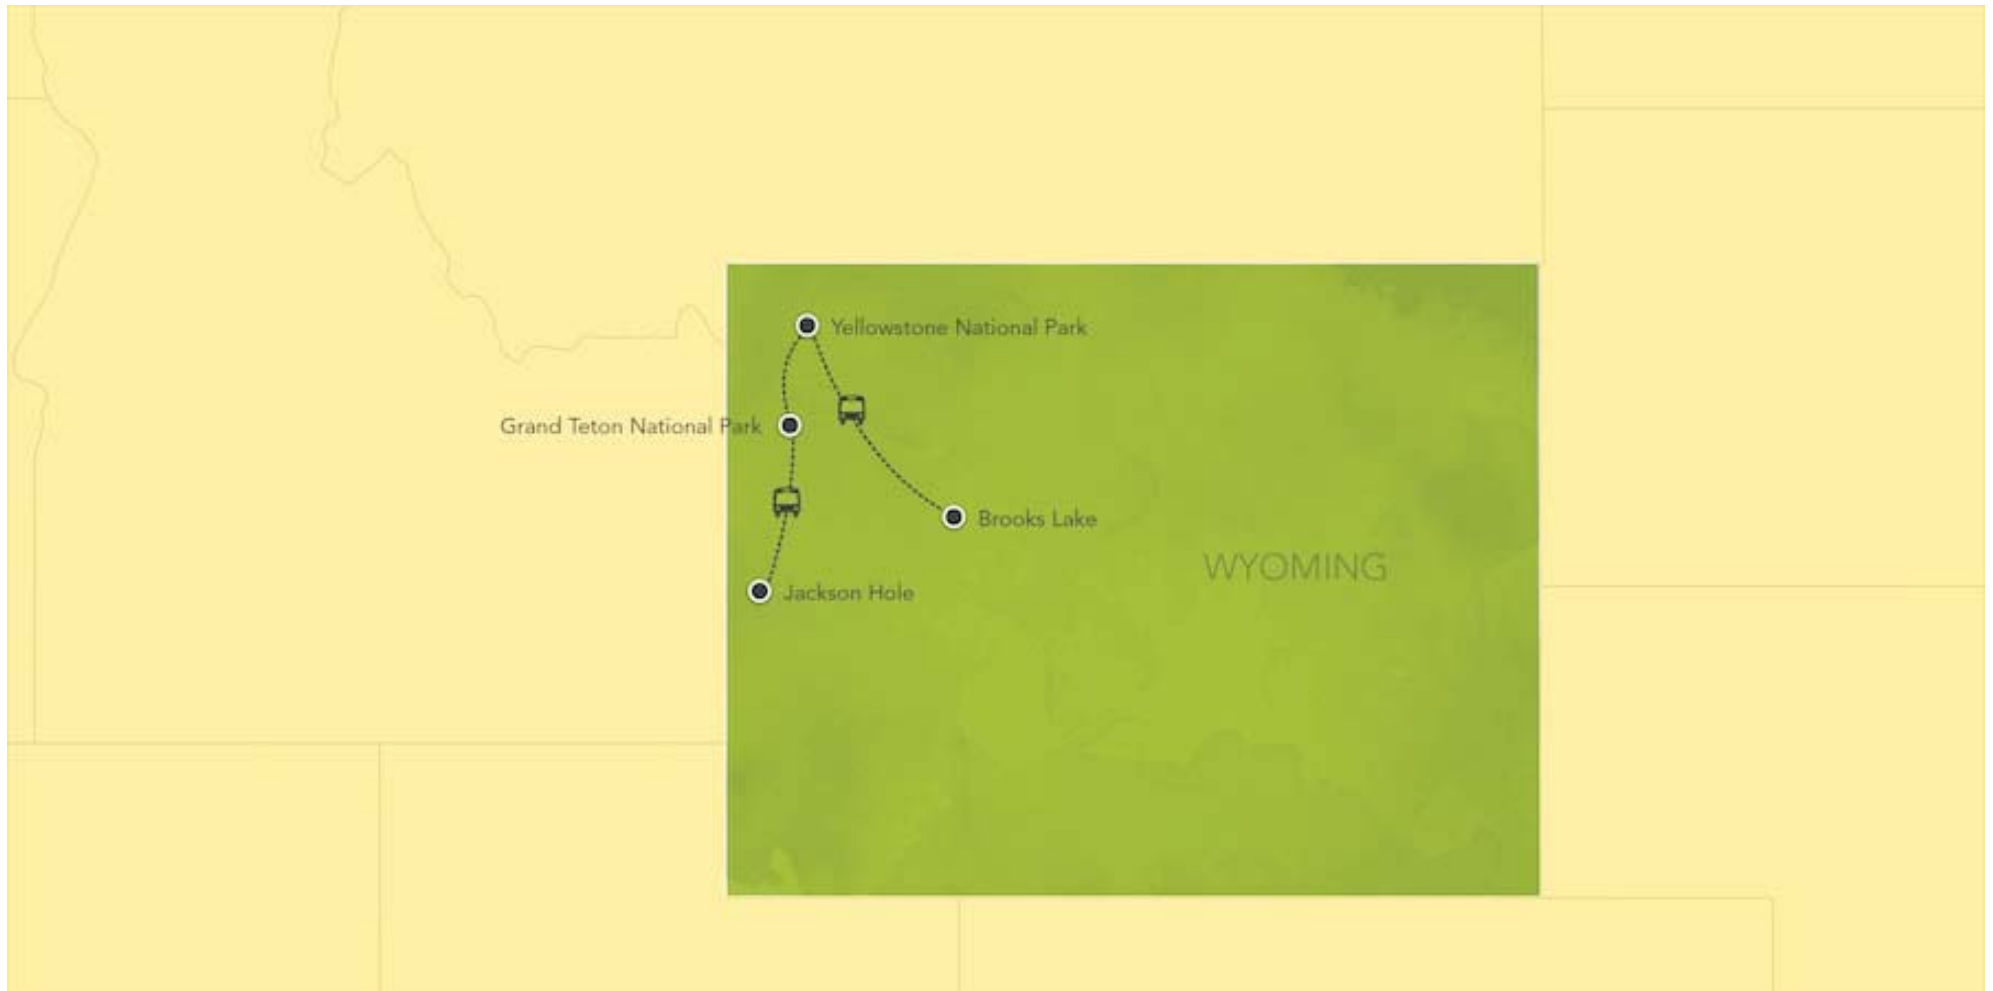 Yellowstone National Park
Grand Teton National Park
Brooks Lake
WYOMING
Jackson Hole